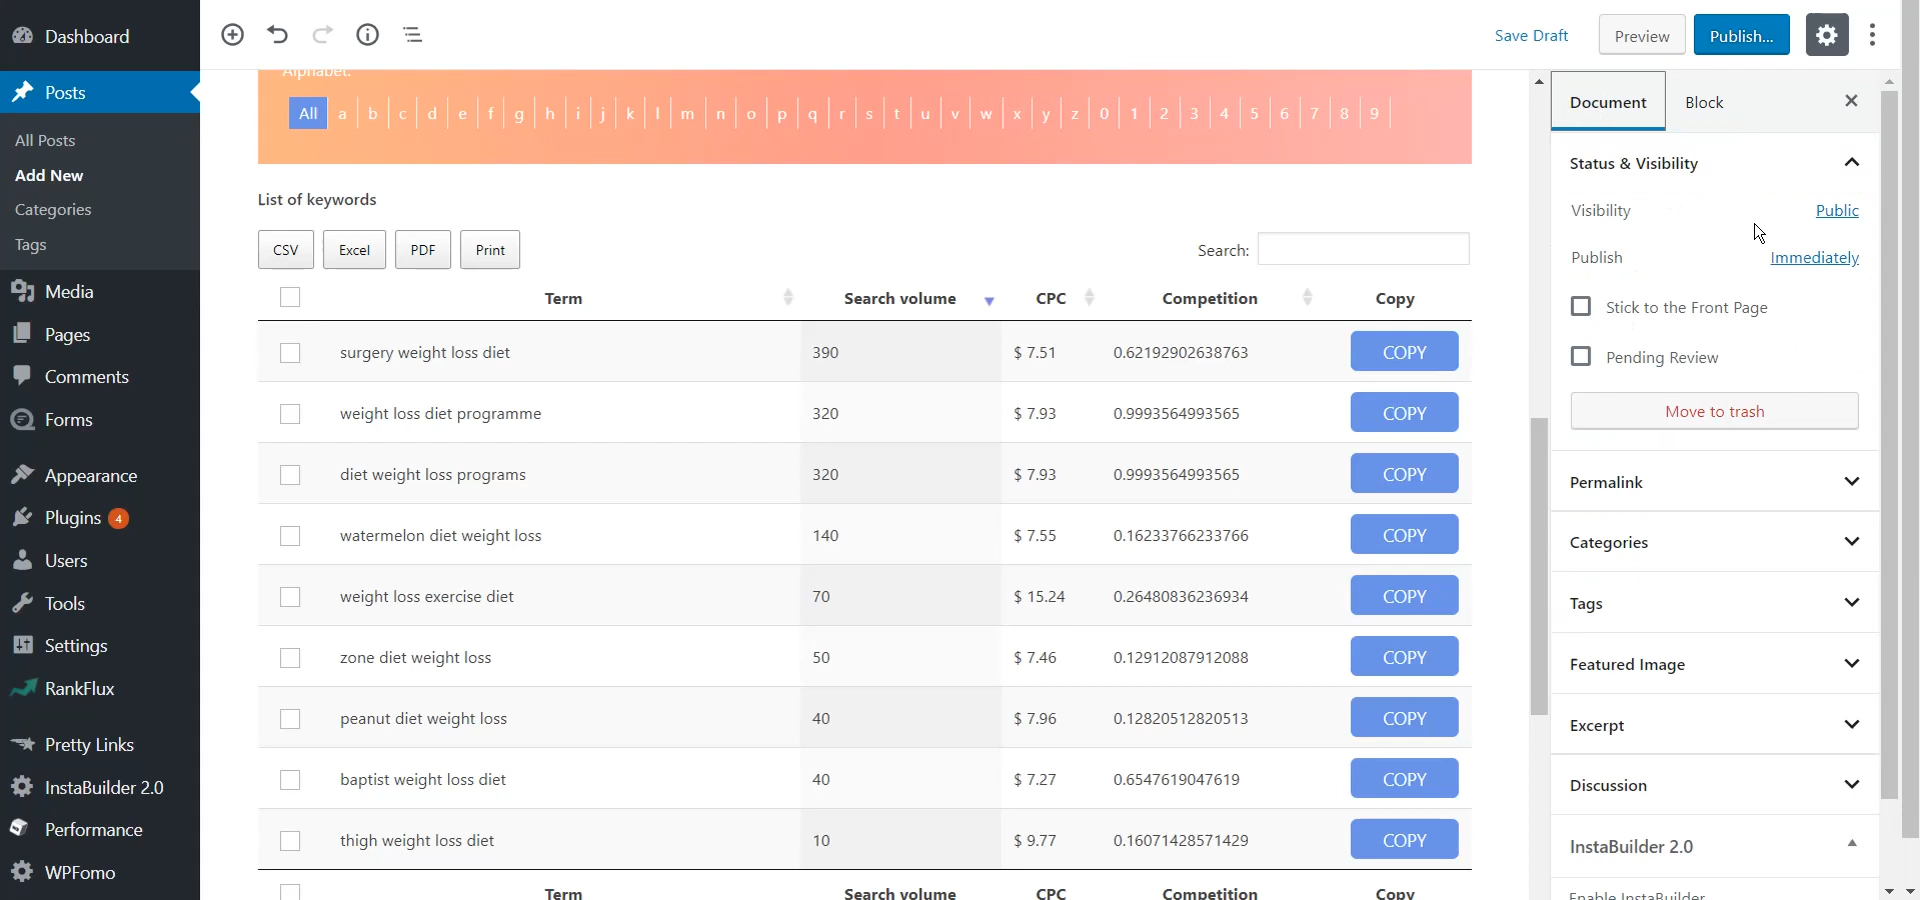 Dashboard
Posts
All Posts
Add New
Categories
Tags
Media
Pages
Comments
Forms
Appearance
Plugins 4
Users
Tools
Settings
RankFlux
Pretty Links
InstaBuilder 2.0
Performance
WPFomo
Save Draft Preview Publish...
Alphabet:
All a b c d e f g h i j k l m n o p q r s t u v w x y z 0 1 2 3 4 5 6 7 8 9
List of keywords
CSV Excel PDF Print Search:
Term Search volume CPC Competition Copy
surgery weight loss diet 390 $ 7.51 0.62192902638763 COPY
weight loss diet programme 320 $ 7.93 0.9993564993565 COPY
diet weight loss programs 320 $ 7.93 0.9993564993565 COPY
watermelon diet weight loss 140 $ 7.55 0.16233766233766 COPY
weight loss exercise diet 70 $ 15.24 0.26480836236934 COPY
zone diet weight loss 50 $ 7.46 0.12912087912088 COPY
peanut diet weight loss 40 $ 7.96 0.12820512820513 COPY
baptist weight loss diet 40 $ 7.27 0.6547619047619 COPY
thigh weight loss diet 10 $ 9.77 0.16071428571429 COPY
Term Search volume CPC Competition Copy
Document Block
Status & Visibility
Visibility Public
Publish Immediately
Stick to the Front Page
Pending Review
Move to trash
Permalink
Categories
Tags
Featured Image
Excerpt
Discussion
InstaBuilder 2.0
Enable InstaBuilder